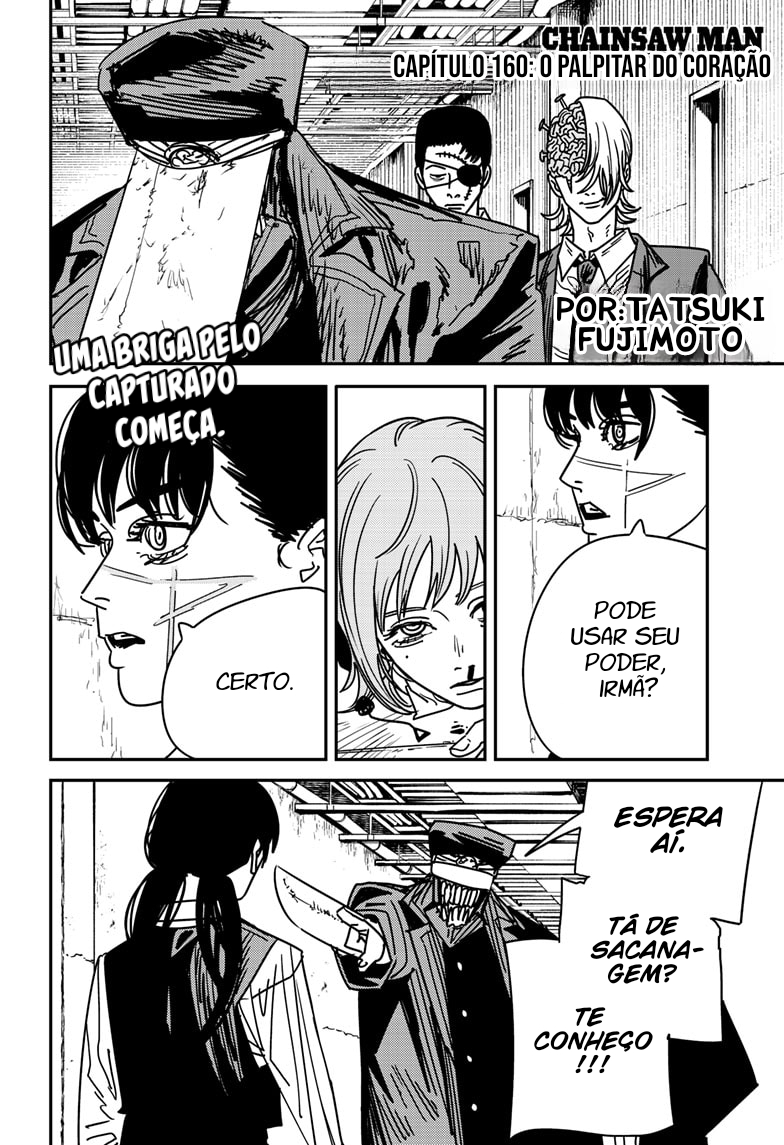 CHAINSAW MAN
CAPÍTULO 160: O PALPITAR DO CORAÇÃO
POR: TATSUKI
FUJIMOTO
UMA BRIGA PELO
CAPTURADO
COMEÇA.
PODE
USAR SEU
PODER,
IRMÃ?
CERTO.
ESPERA
AÍ.
TÁ DE
SACANA-
GEM?
TE
CONHEÇO
!!!